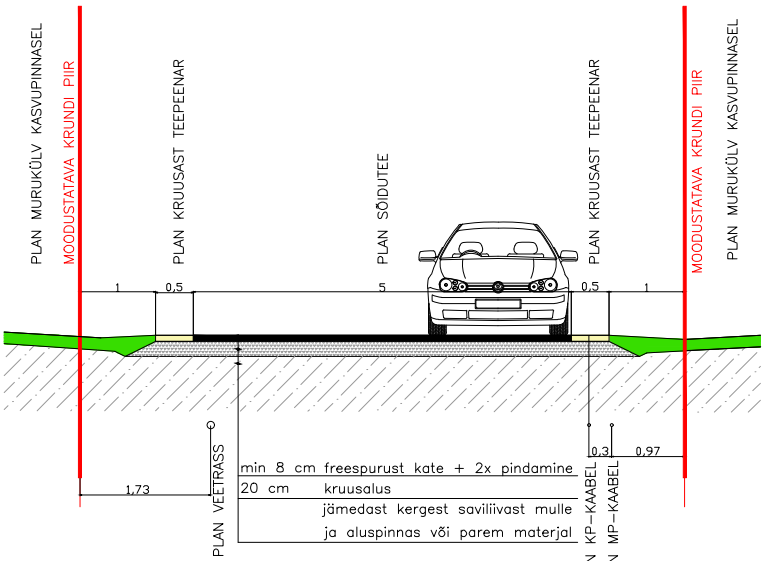 PLAN MURUKÜLV KASVUPINNASEL
MOODUSTATAVA KRUNDI PIIR
PLAN KRUUSAST TEEPEENAR
PLAN SÕIDUTEE
PLAN KRUUSAST TEEPEENAR
MOODUSTATAVA KRUNDI PIIR
PLAN MURUKÜLV KASVUPINNASEL
1
0,5
5
0,5
1
0,3
0,97
1,73
PLAN VEETRASS
min 8 cm freespurust kate + 2x pindamine
20 cm kruusalus
jämedast kergest saviliivast mulle
ja aluspinnas või parem materjal
N KP-KAABEL
N MP-KAABEL